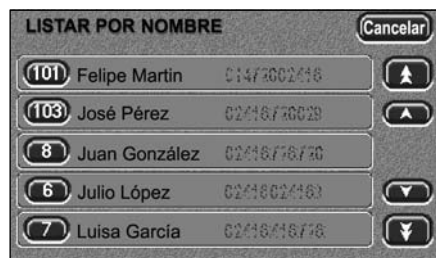 LISTAR POR NOMBRE Cancelar
101 Felipe Martin
103 José Pérez
8 Juan González
6 Julio López
7 Luisa García